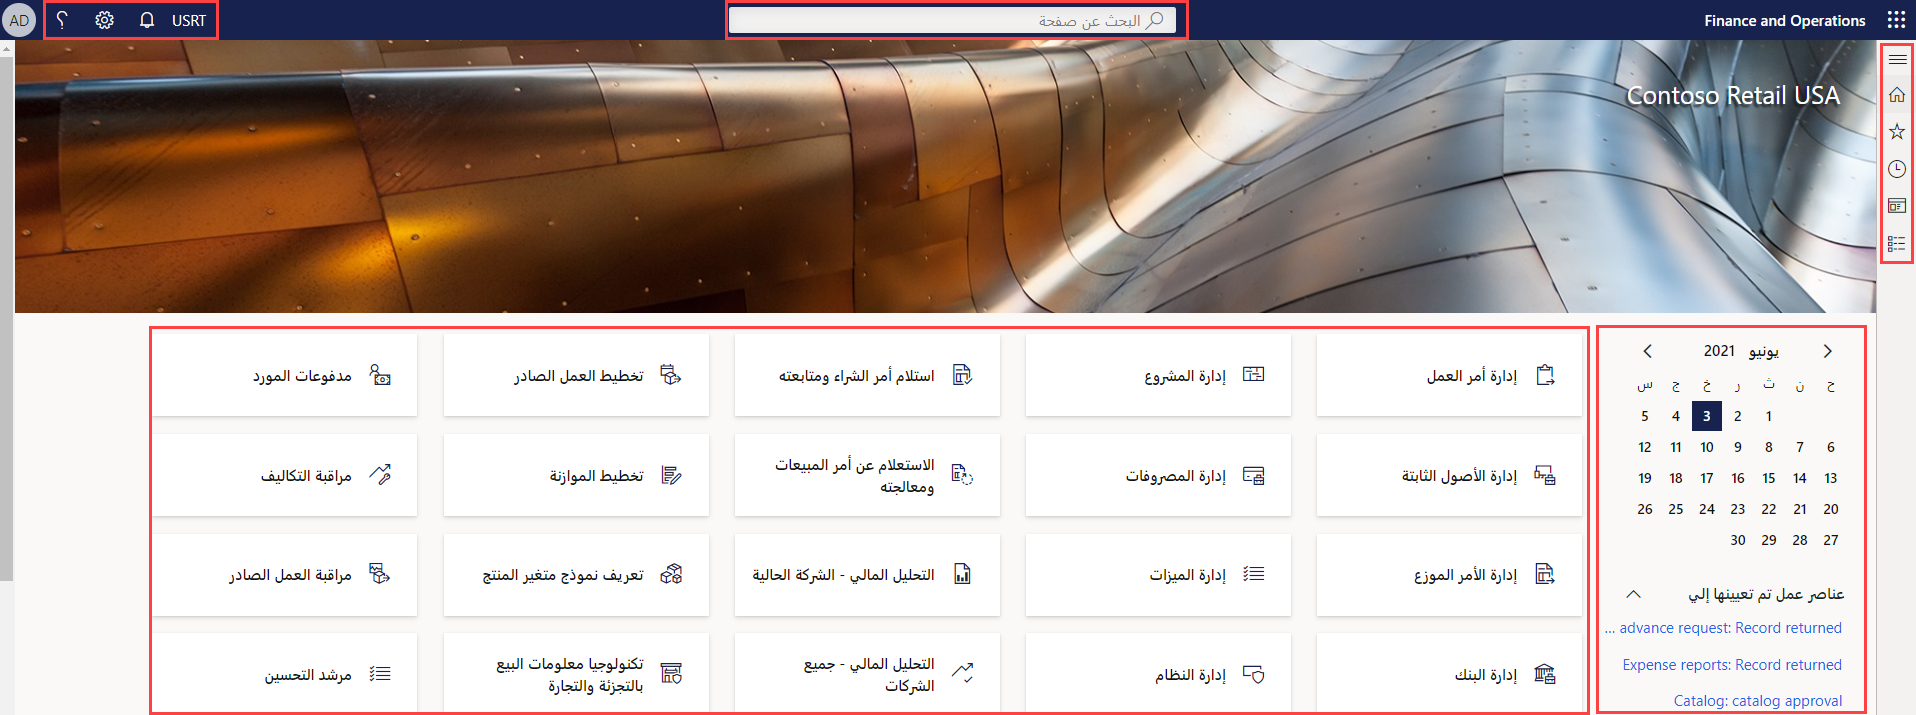 Finance and Operations
البحث عن صفحة
USRT
؟
AD
Contoso Retail USA
يونيو 2021
ح ن ث ر خ ج س
1 2 3 4 5
6 7 8 9 10 11 12
13 14 15 16 17 18 19
20 21 22 23 24 25 26
27 28 29 30
عناصر عمل تم تعيينها إلي
advance request: Record returned ...
Expense reports: Record returned
Catalog: catalog approval
إدارة أمر العمل
إدارة المشروع
استلام أمر الشراء ومتابعته
تخطيط العمل الصادر
مدفوعات المورد
إدارة الأصول الثابتة
إدارة المصروفات
الاستعلام عن أمر المبيعات
ومعالجته
تخطيط الموازنة
مراقبة التكاليف
إدارة الأمر الموزع
إدارة الميزات
التحليل المالي - الشركة الحالية
تعريف نموذج متغير المنتج
مراقبة العمل الصادر
إدارة البنك
إدارة النظام
التحليل المالي - جميع
الشركات
تكنولوجيا معلومات البيع
بالتجزئة والتجارة
مرشد التحسين